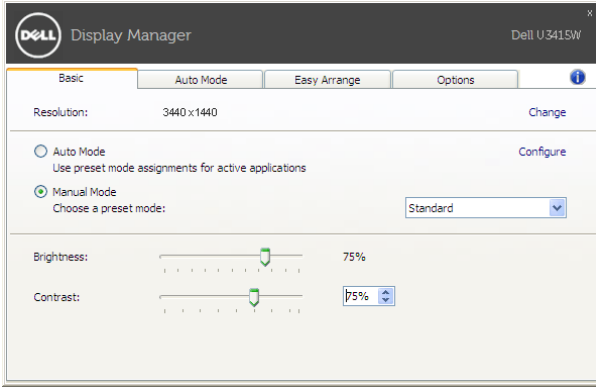 DELL Display Manager
Dell U3415W
x
Basic
Auto Mode
Easy Arrange
Options
i
Resolution:
3440 x1440
Change
Auto Mode
Configure
Use preset mode assignments for active applications
Manual Mode
Choose a preset mode:
Standard
Brightness:
75%
Contrast:
75%